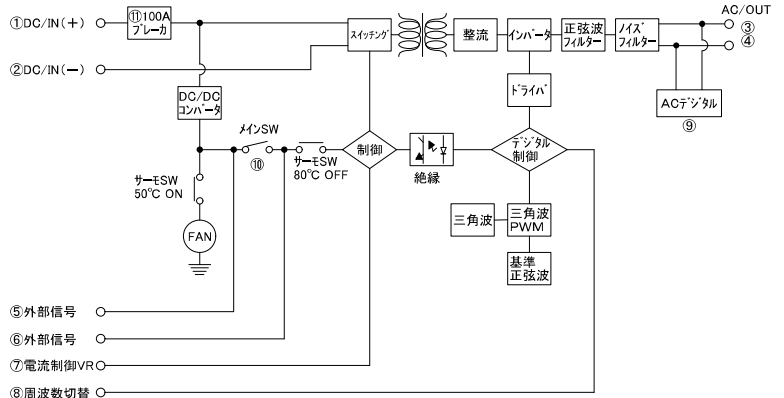 ①DC/IN(+)
⑪100A
ブレーカ
スイッチング
整流
インバータ
正弦波
フィルター
ノイズ
フィルター
AC/OUT
③
④
②DC/IN(−)
DC/DC
コンバータ
ドライバ
ACデジタル
⑨
メインSW
⑩
サーモSW
80℃ OFF
制御
絶縁
デジタル
制御
サーモSW
50℃ ON
FAN
三角波
三角波
PWM
基準
正弦波
⑤外部信号
⑥外部信号
⑦電流制御VR
⑧周波数切替